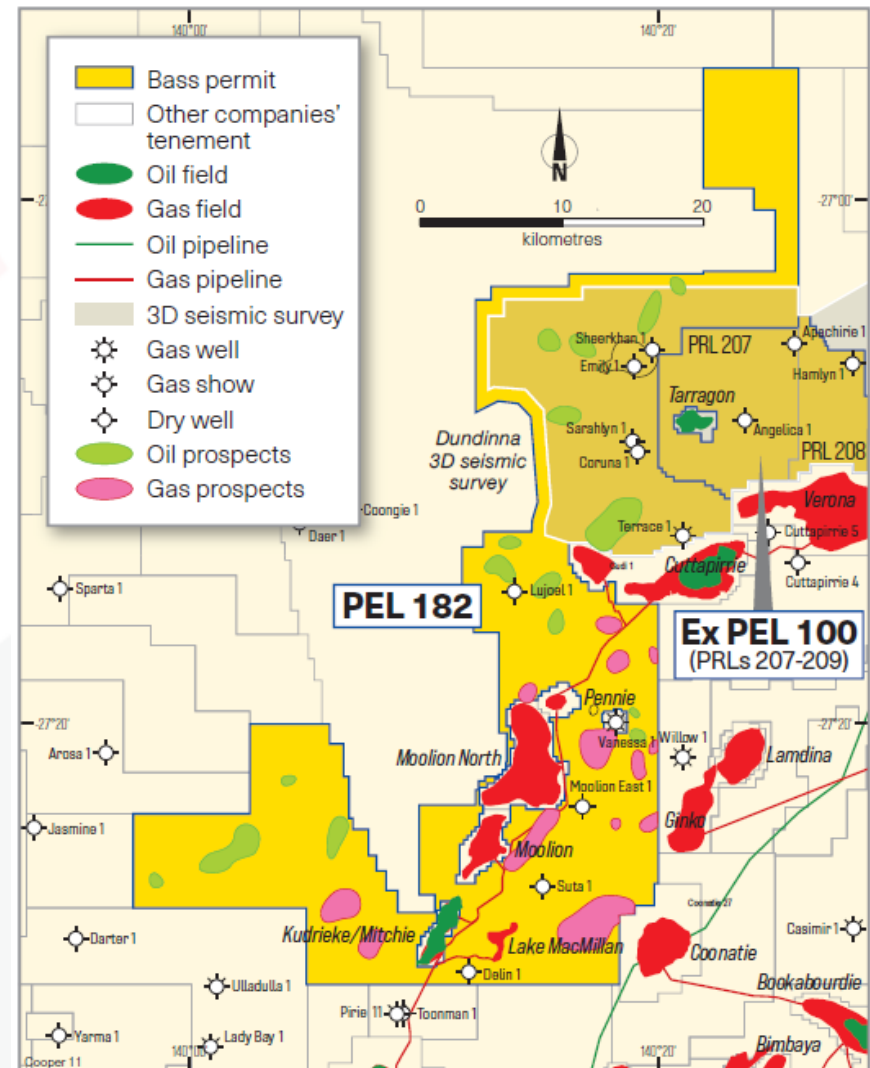 140°00'
140°20'
Bass permit
Other companies'
tenement
Oil field
Gas field
Oil pipeline
Gas pipeline
3D seismic survey
Gas well
Gas show
Dry well
Oil prospects
Gas prospects
N
0 10 20
kilometres
-27°00'
Sheerkhan 1
PRL 207
Apachirie 1
Emily 1
Hamlyn 1
Tarragon
Sarahlyn 1
Angelica 1
Coruna 1
PRL 208
Dundinna
3D seismic
survey
Verona
Coongie 1
Daer 1
Terrace 1
Cuttapirrie 5
Cuttapirrie
Cuttapirrie 4
Sparta 1
Lujoel 1
PEL 182
Ex PEL 100
(PRLs 207-209)
Pennie
-27°20'
-27°20'
Arosa 1
Vanessa 1
Willow 1
Lamdina
Moolion North
Moolion East 1
Ginko
Jasmine 1
Moolion
Suta 1
Coonatie 27
Casimir 1
Darter 1
Kudrieke/Mitchie
Lake MacMillan
Coonatie
Delin 1
Ulladulla 1
Bookabourdie
Pirie 11
Toonman 1
Yarma 1
Lady Bay 1
Bimbaya
Cooper 11
140°00'
140°20'